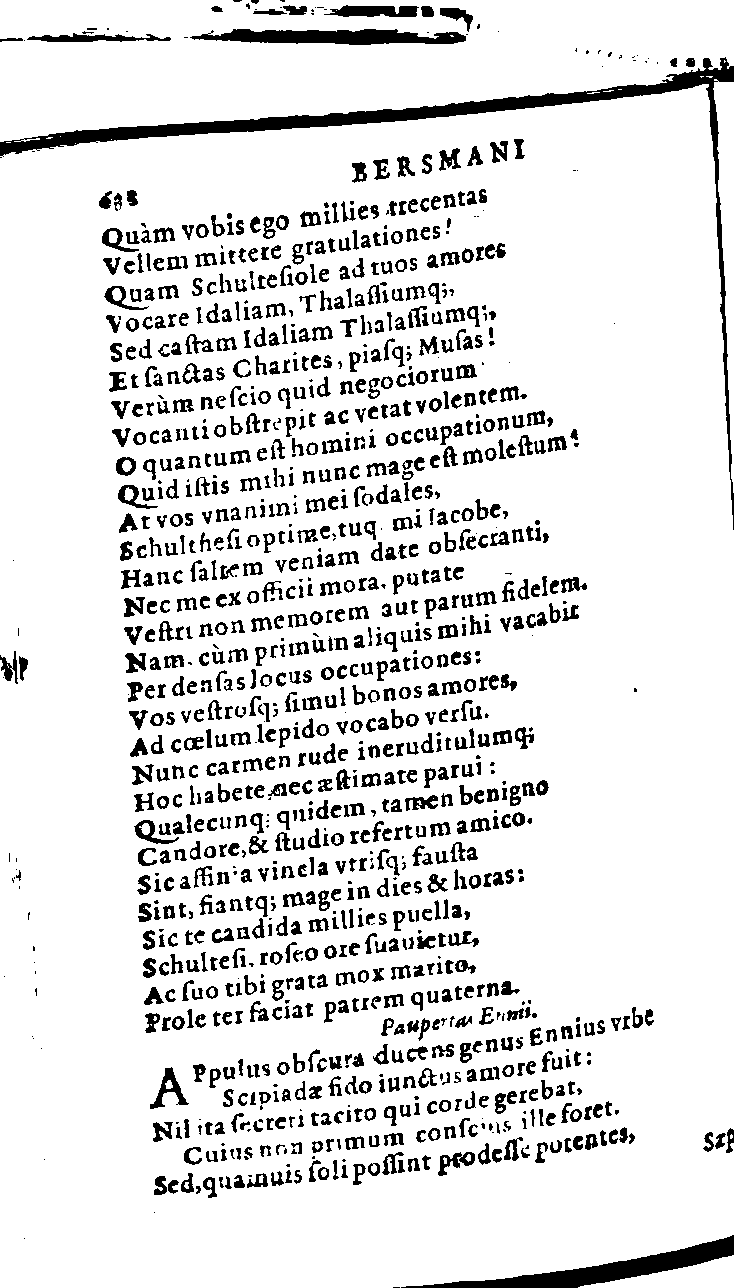 BERSMANI
Quàm vobis ego millies trecentas
Vellem mittere gratulationes!
Quam Schultesiole ad tuos amores
Vocare Idaliam, Thalassiumq;,
Sed castam Idaliam Thalassiumq;,
Et sanctas Charites, piasq; Musas!
Verùm nescio quid negociorum
Vocanti obstrepit ac vetat volentem.
O quantum est homini occupationum,
Quid istis mihi nunc mage est molestum?
At vos vnanimi mei sodales,
Schulthesi optime, tuq. mi Iacobe,
Hanc saltem veniam date obsecranti,
Nec me ex officii mora. putate
Vestri non memorem aut parum fidelem.
Nam. cùm primùm aliquis mihi vacabit
Per densas locus occupationes:
Vos vestrosq; simul bonos amores,
Ad cœlum lepido vocabo versu.
Nunc carmen rude ineruditulumq;
Hoc habete, nec æstimate parui:
Qualecunq; quidem, tamen benigno
Candore, & studio refertum amico.
Sic affinia vincla vtrisq; fausta
Sint, fiantq; mage in dies & horas:
Sic te candida millies puella,
Schultesi. roseo ore suauietur,
Ac suo tibi grata mox marito,
Prole ter faciat patrem quaterna.
Paupertas Ennii.
APpulus obscura ducens genus Ennius vrbe
Scipiadæ fido iunctus amore fuit:
Nil ita secreti tacito qui corde gerebat,
Cuius non primum conscius ille foret.
Sed, quamuis soli possint prodesse potentes,